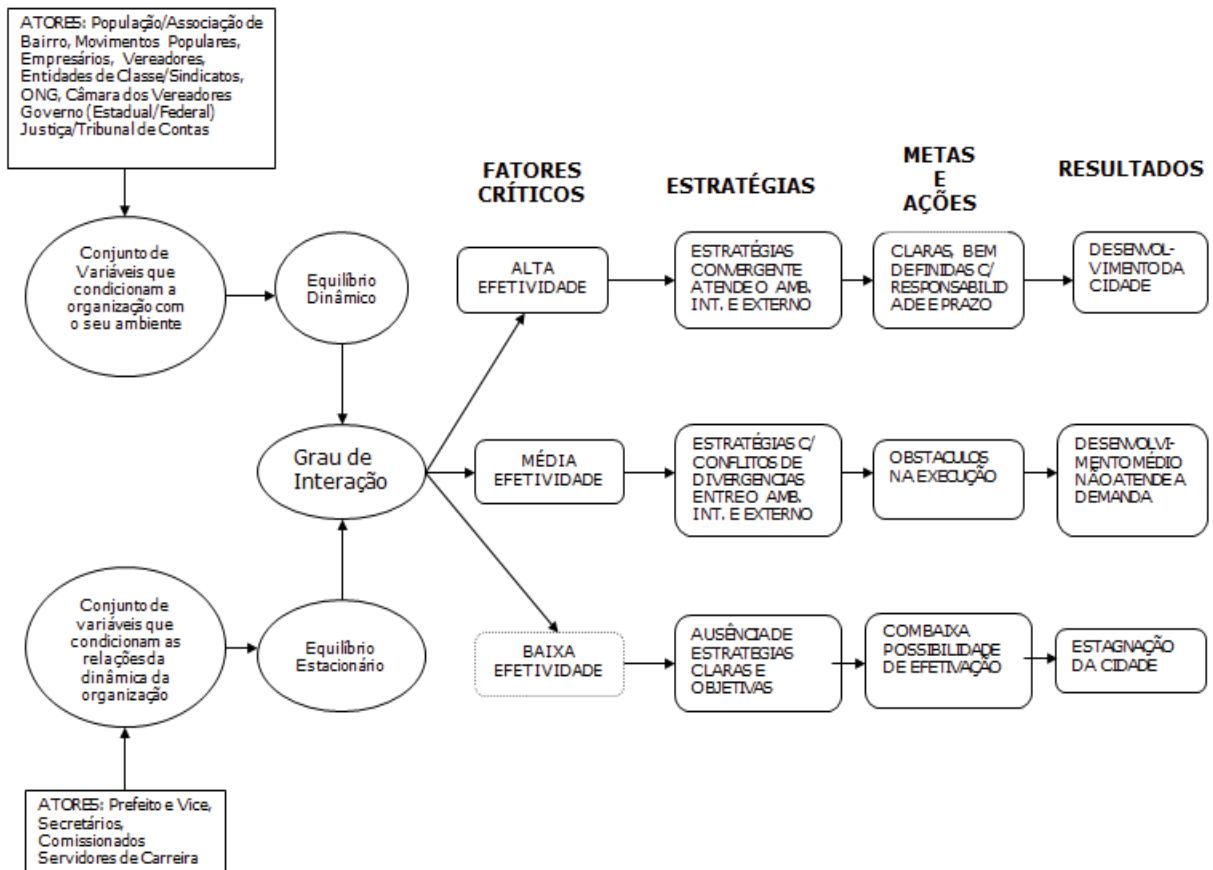 ATORES: População/Associação de
Bairro, Movimentos Populares,
Empresários, Vereadores,
Entidades de Classe/Sindicatos,
ONG, Câmara dos Vereadores
Governo (Estadual/Federal)
Justiça/Tribunal de Contas
FATORES
CRÍTICOS
ESTRATÉGIAS
METAS
E
AÇÕES
RESULTADOS
Conjunto de
Variáveis que
condicionam a
organização com
o seu ambiente
Equilíbrio
Dinâmico
ALTA
EFETIVIDADE
ESTRATÉGIAS
CONVERGENTE
ATENDE O AMB.
INT. E EXTERNO
CLARAS, BEM
DEFINIDAS C/
RESPONSABILID
ADE E PRAZO
DESENVOL-
VIMENTO DA
CIDADE
Grau de
Interação
MÉDIA
EFETIVIDADE
ESTRATÉGIAS C/
CONFLITOS DE
DIVERGENCIAS
ENTRE O AMB.
INT. E EXTERNO
OBSTACULOS
NA EXECUÇÃO
DESENVOLVI-
MENTO MÉDIO
NÃO ATENDE A
DEMANDA
Conjunto de
variáveis que
condicionam as
relações da
dinâmica da
organização
Equilíbrio
Estacionário
BAIXA
EFETIVIDADE
AUSÊNCIA DE
ESTRATÉGIAS
CLARAS E
OBJETIVAS
COM BAIXA
POSSIBILIDADE
DE EFETIVAÇÃO
ESTAGNAÇÃO
DA CIDADE
ATORES: Prefeito e Vice,
Secretários,
Comissionados
Servidores de Carreira